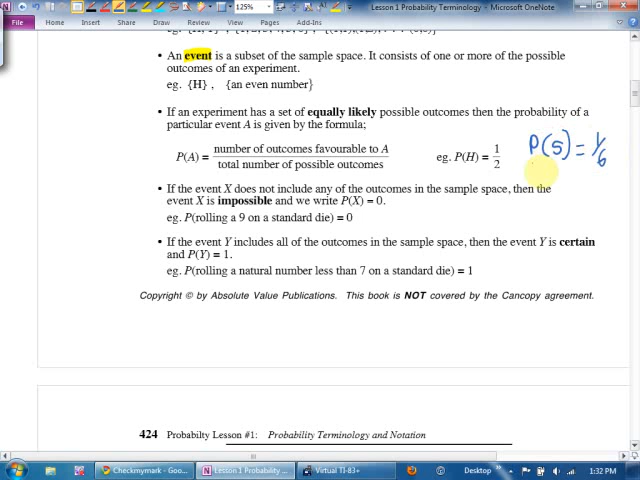 Lesson 1 Probability Terminology - Microsoft OneNote
125%
File
Home
Insert
Share
Draw
Review
View
Acrobat
Add-Ins
• An event is a subset of the sample space. It consists of one or more of the possible
outcomes of an experiment.
eg. {H} , {an even number}
• If an experiment has a set of equally likely possible outcomes then the probability of a
particular event A is given by the formula;
P(A) = number of outcomes favourable to A / total number of possible outcomes eg. P(H) = 1/2
P(5) = 1/6
• If the event X does not include any of the outcomes in the sample space, then the
event X is impossible and we write P(X) = 0.
eg. P(rolling a 9 on a standard die) = 0
• If the event Y includes all of the outcomes in the sample space, then the event Y is certain
and P(Y) = 1.
eg. P(rolling a natural number less than 7 on a standard die) = 1
Copyright © by Absolute Value Publications. This book is NOT covered by the Cancopy agreement.
424 Probabilty Lesson #1: Probability Terminology and Notation
Checkmymark - Goo...
Lesson 1 Probability ...
Virtual TI-83+
Desktop
1:32 PM